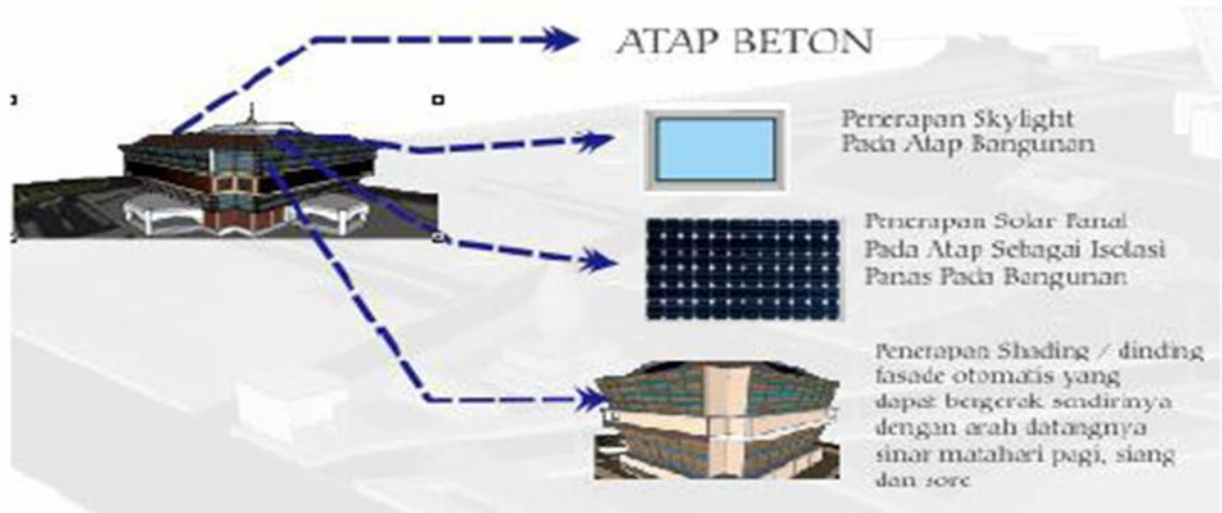 ATAP BETON
Penerapan Skylight
Pada Atap Bangunan
Penerapan Solar Panal
Pada Atap Sebagai Isolasi
Panas Pada Bangunan
Penerapan Shading / dinding
fasade otomatis yang
dapat bergerak sendirinya
dengan arah datangnya
sinar matahari pagi, siang
dan sore